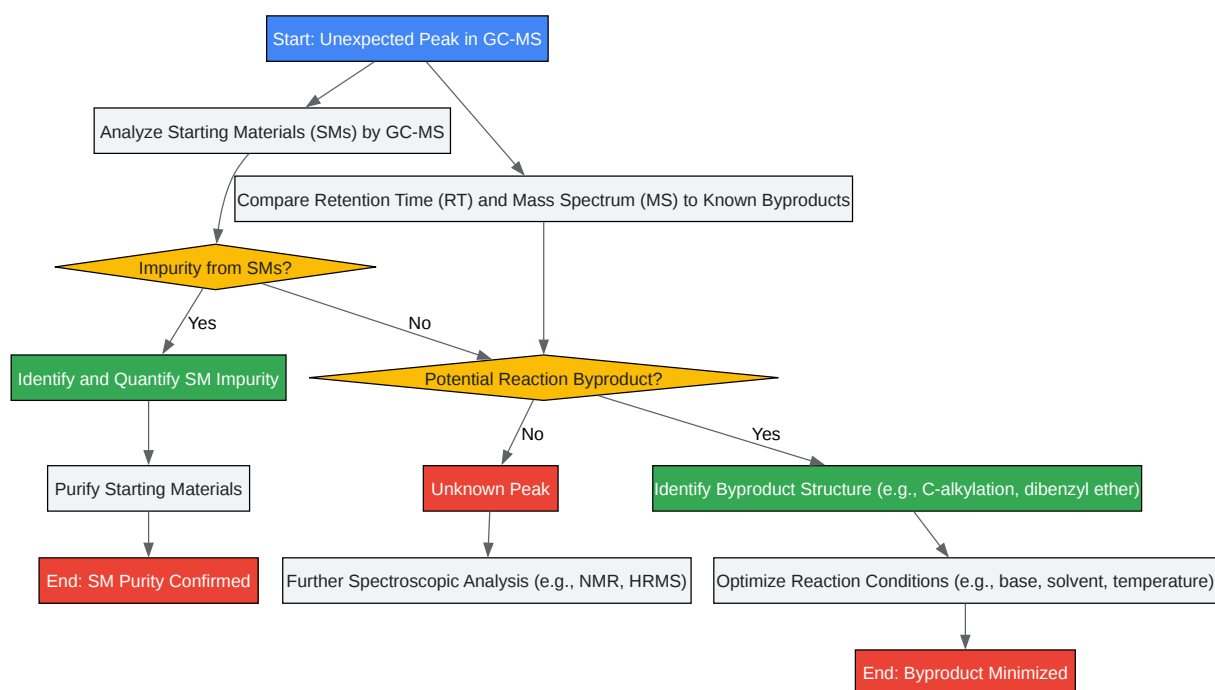 Start: Unexpected Peak in GC-MS
Analyze Starting Materials (SMs) by GC-MS
Compare Retention Time (RT) and Mass Spectrum (MS) to Known Byproducts
Impurity from SMs?
Yes
No
Identify and Quantify SM Impurity
Potential Reaction Byproduct?
No
Yes
Purify Starting Materials
Unknown Peak
Identify Byproduct Structure (e.g., C-alkylation, dibenzyl ether)
End: SM Purity Confirmed
Further Spectroscopic Analysis (e.g., NMR, HRMS)
Optimize Reaction Conditions (e.g., base, solvent, temperature)
End: Byproduct Minimized